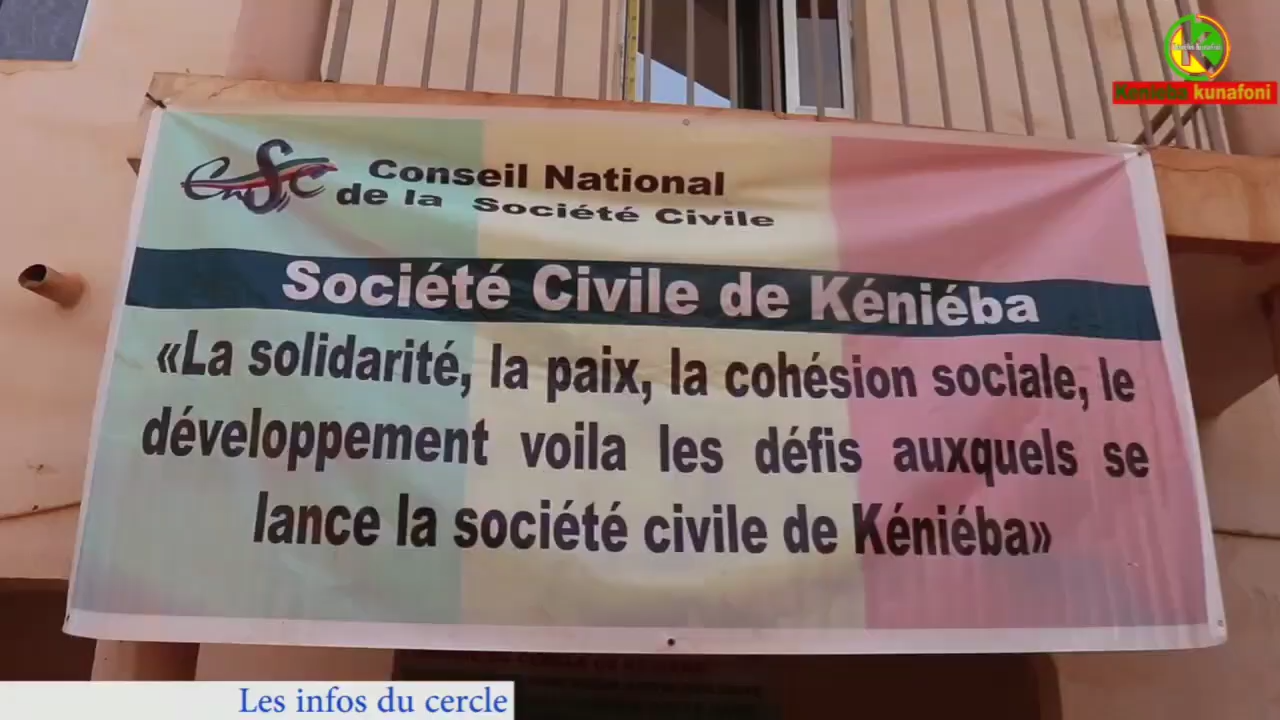 Kenieba kunafoni
CNSC
Conseil National
de la Société Civile
Société Civile de Kéniéba
«La solidarité, la paix, la cohésion sociale, le
développement voila les défis auxquels se
lance la société civile de Kéniéba»
Les infos du cercle